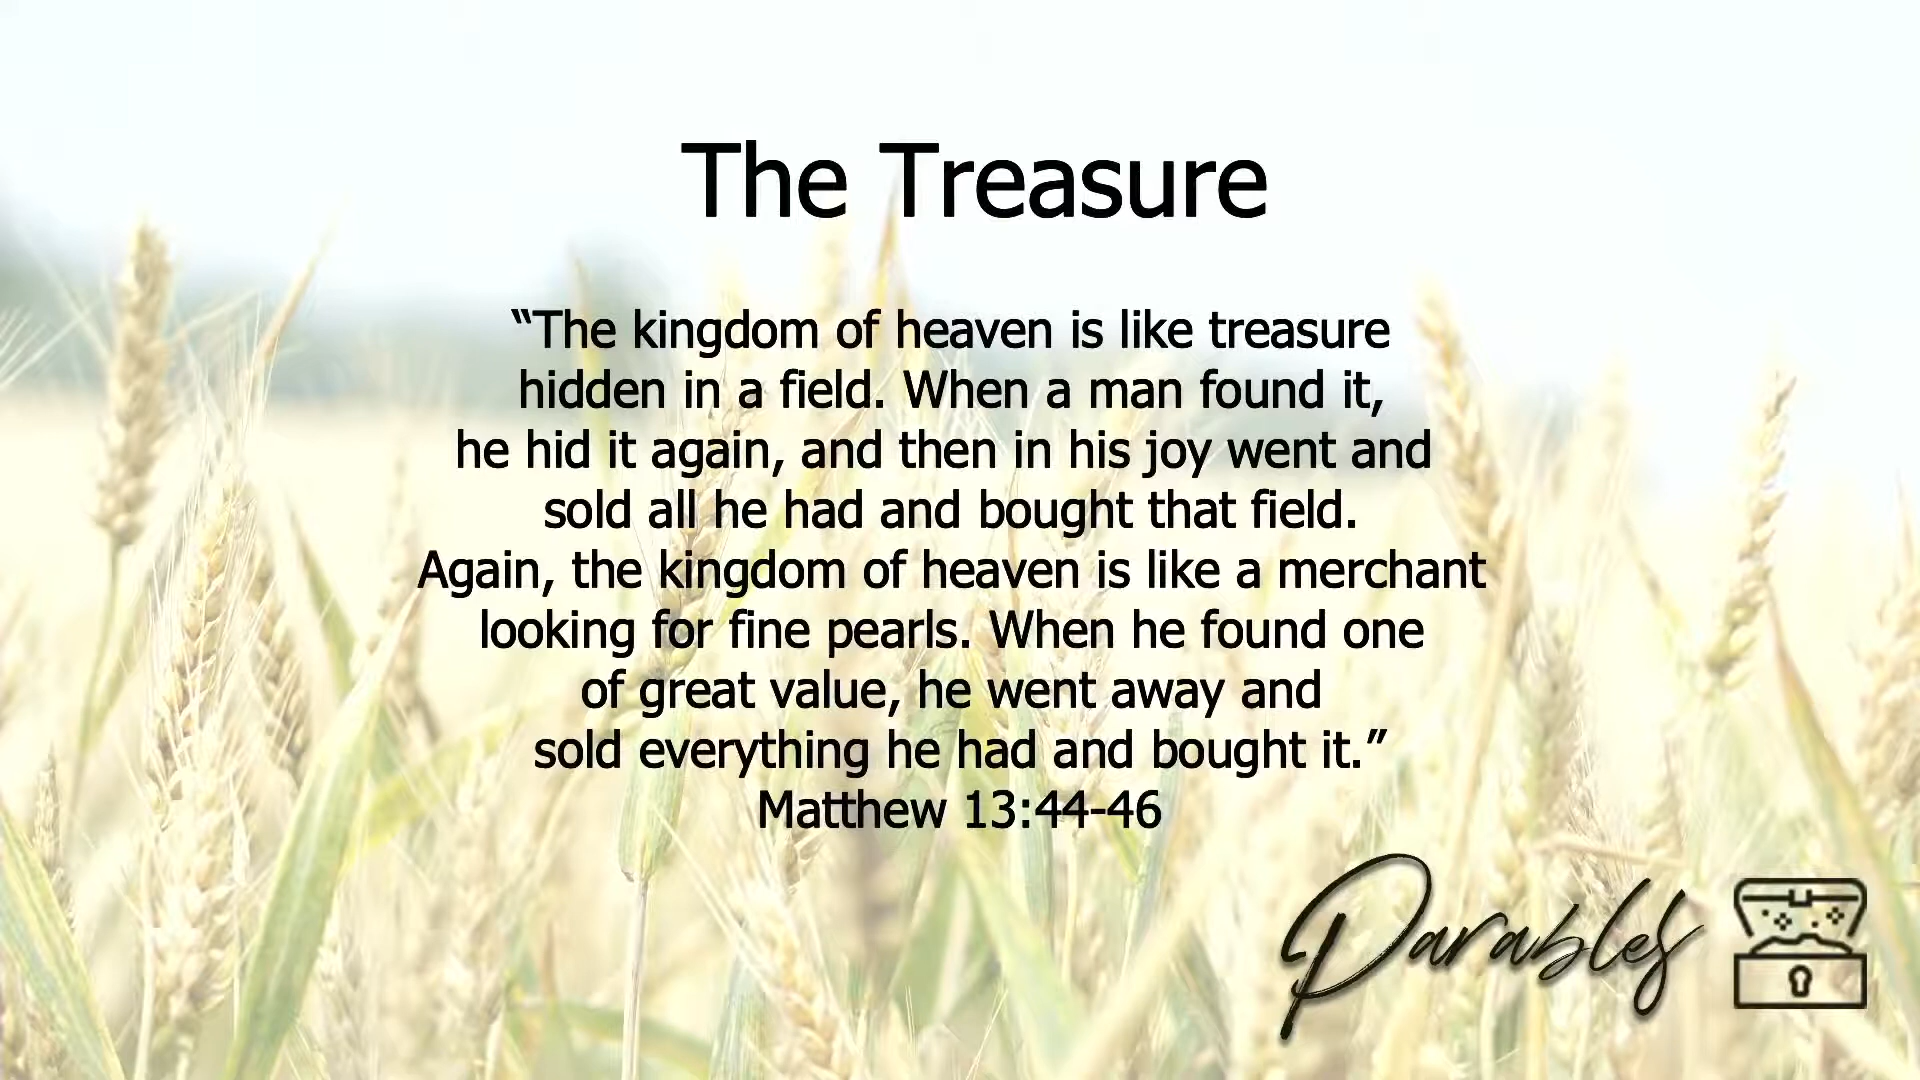 The Treasure
“The kingdom of heaven is like treasure
hidden in a field. When a man found it,
he hid it again, and then in his joy went and
sold all he had and bought that field.
Again, the kingdom of heaven is like a merchant
looking for fine pearls. When he found one
of great value, he went away and
sold everything he had and bought it.”
Matthew 13:44-46
Parables